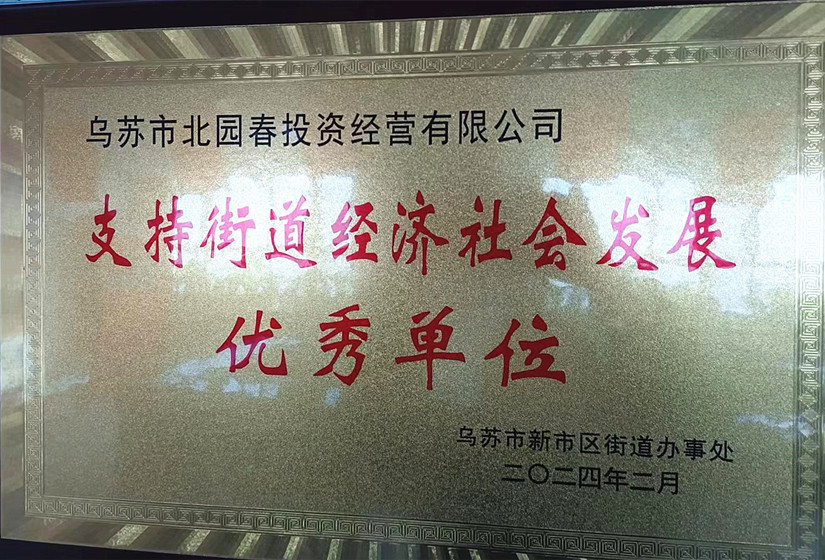 乌苏市北园春投资经营有限公司
支持街道经济社会发展
优秀单位
乌苏市新市区街道办事处
二〇二四年二月